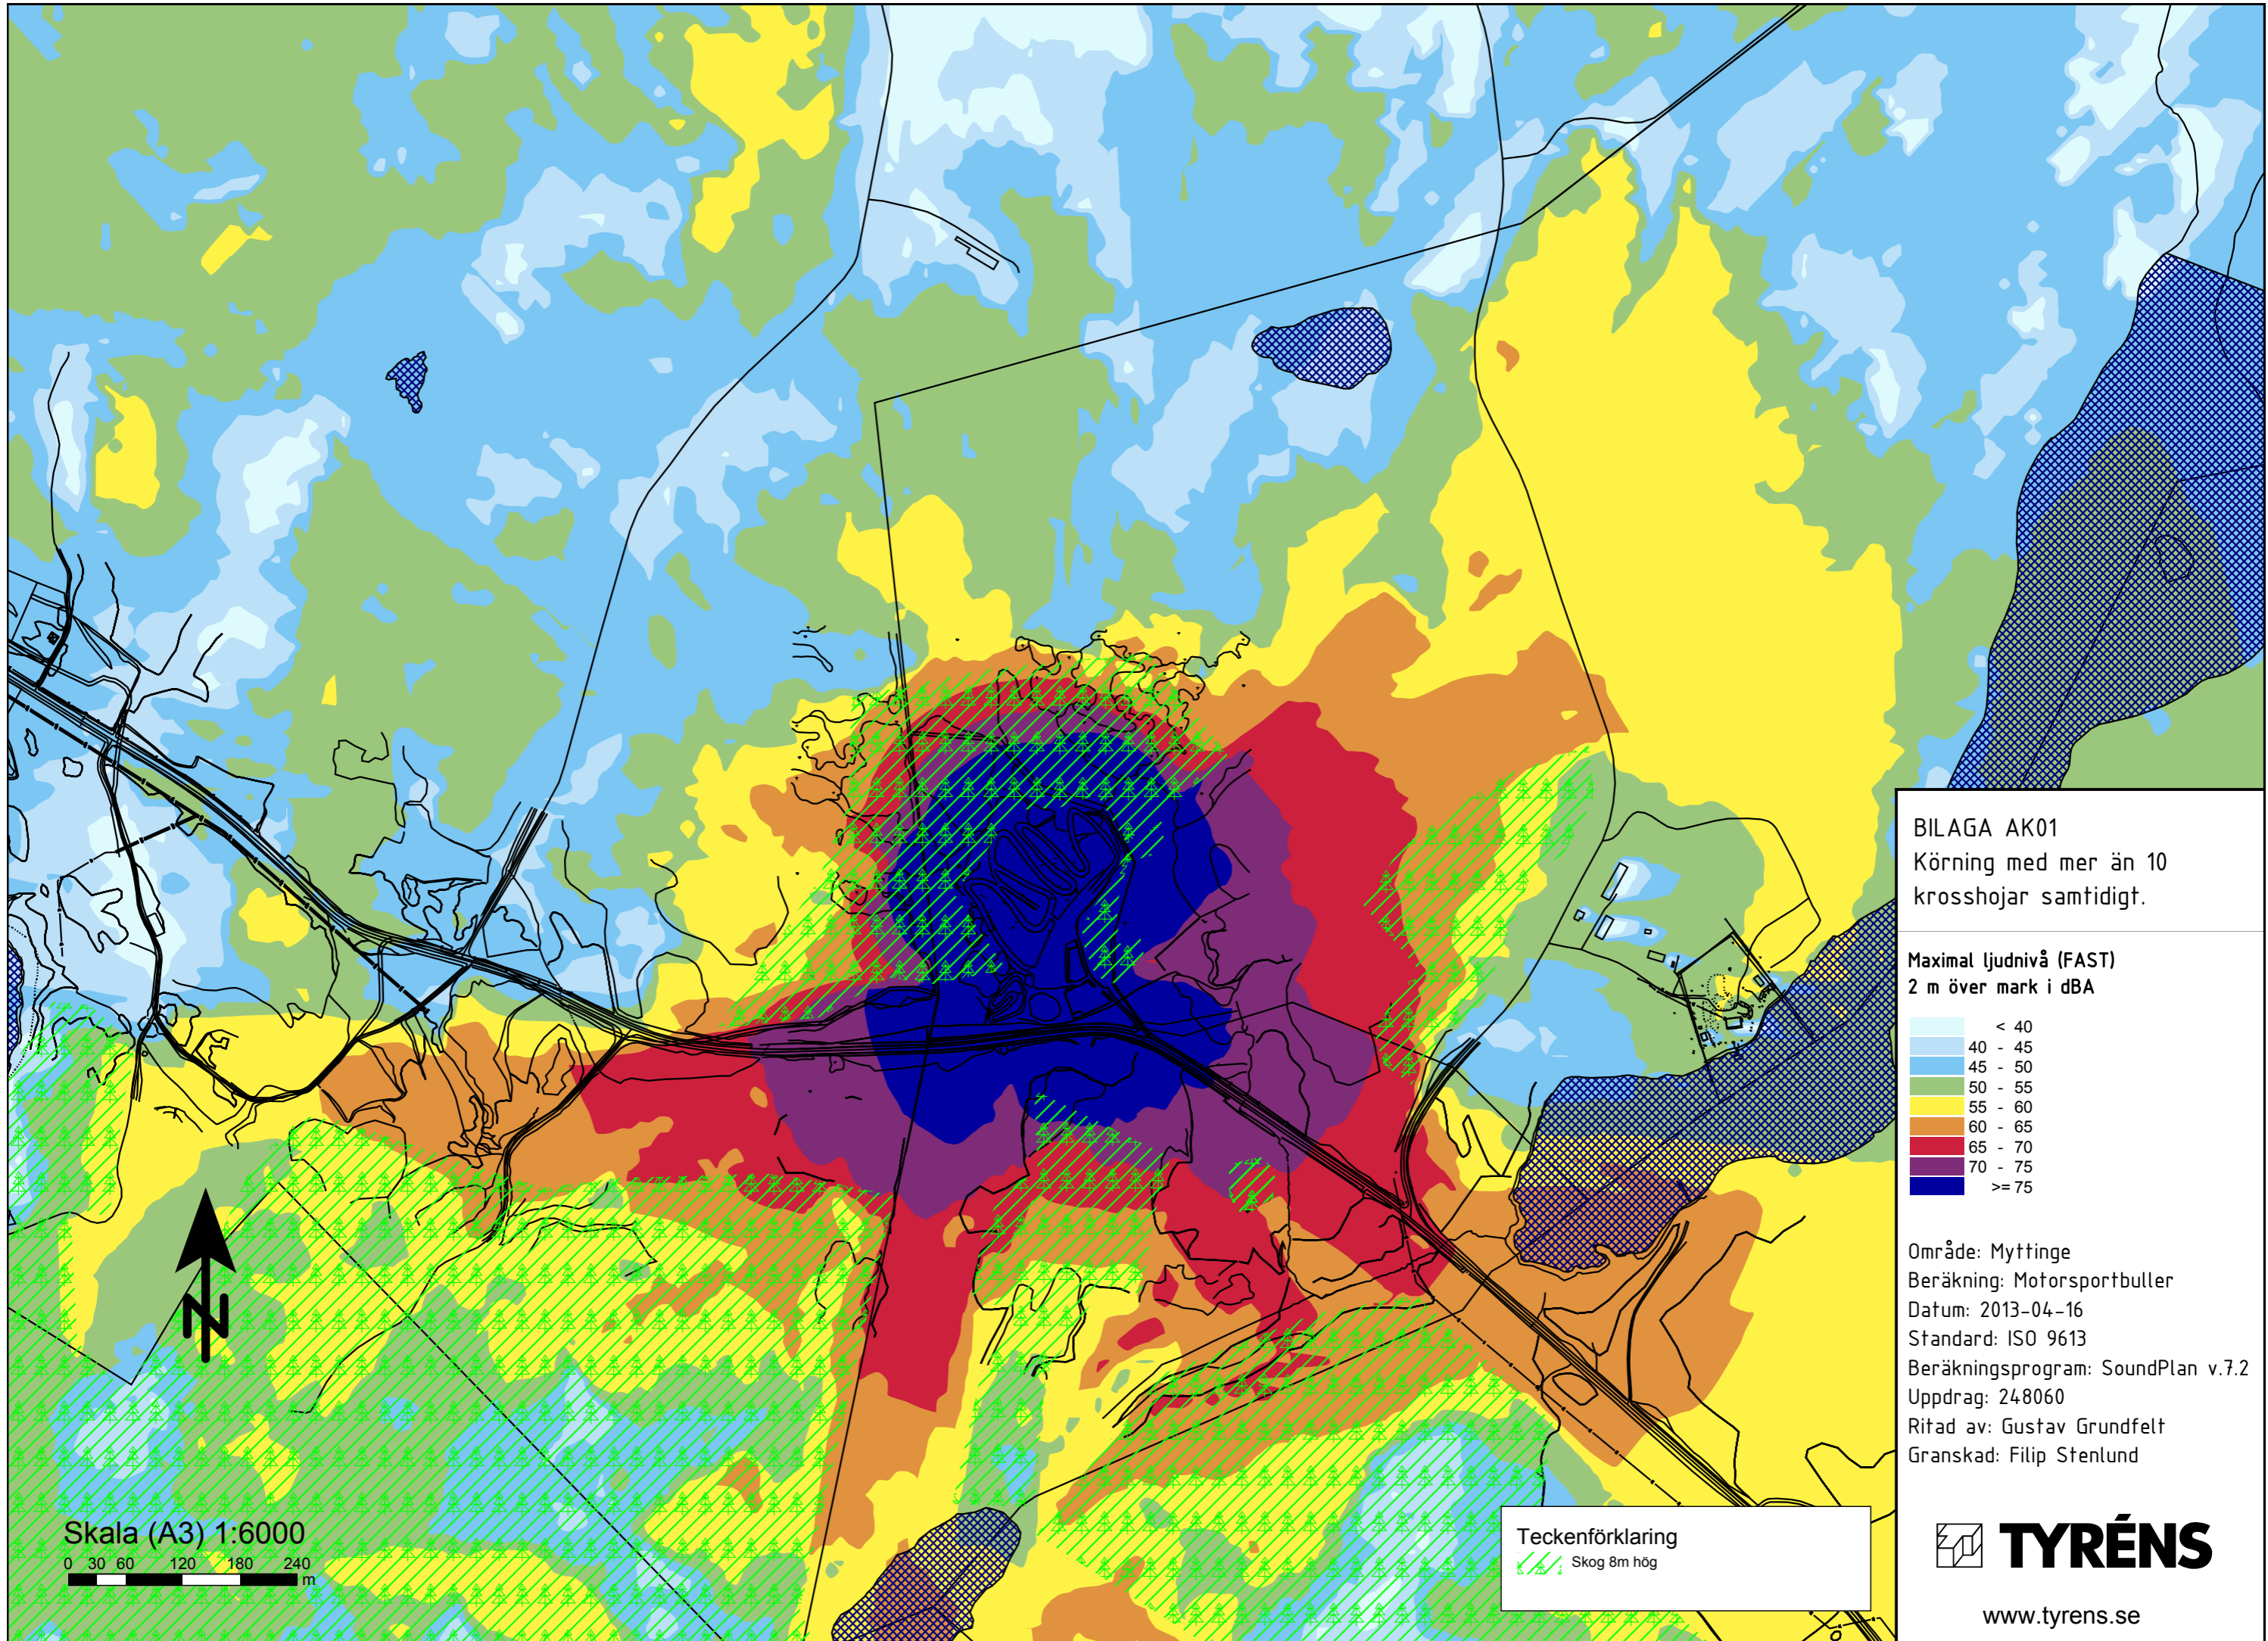 BILAGA AK01
Körning med mer än 10
krosshojar samtidigt.
Maximal ljudnivå (FAST)
2 m över mark i dBA
< 40
40 - 45
45 - 50
50 - 55
55 - 60
60 - 65
65 - 70
70 - 75
>= 75
Område: Myttinge
Beräkning: Motorsportbuller
Datum: 2013-04-16
Standard: ISO 9613
Beräkningsprogram: SoundPlan v.7.2
Uppdrag: 248060
Ritad av: Gustav Grundfelt
Granskad: Filip Stenlund
TYRÉNS
www.tyrens.se
N
Skala (A3) 1:6000
0 30 60 120 180 240
m
Teckenförklaring
Skog 8m hög